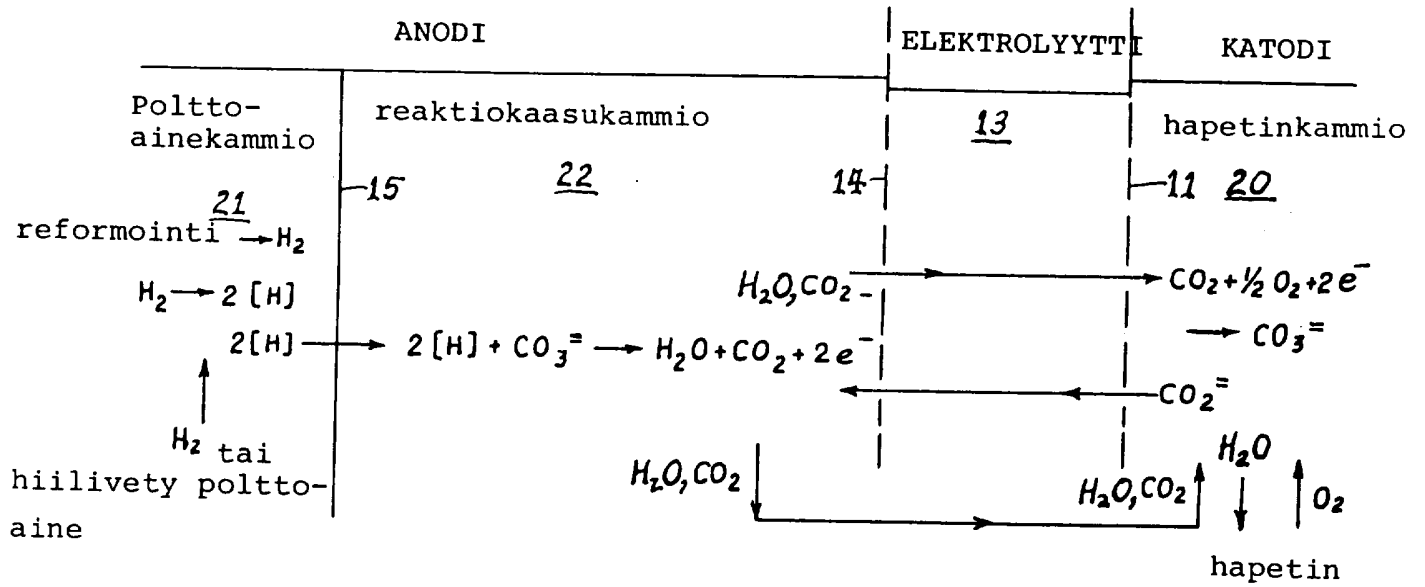 ANODI ELEKTROLYYTTI KATODI
Poltto-
ainekammio
reaktiokaasukammio
13
hapetinkammio
21
15
22
14
11 20
reformointi → H₂
H₂ → 2 [H]
H₂O, CO₂ → CO₂ + ½ O₂ + 2e⁻
→ CO₃⁼
2[H] → 2 [H] + CO₃⁼ → H₂O + CO₂ + 2e⁻
← CO₂⁼
H₂ tai
hiilivety poltto-
aine
H₂O, CO₂
H₂O, CO₂
H₂O
O₂
hapetin